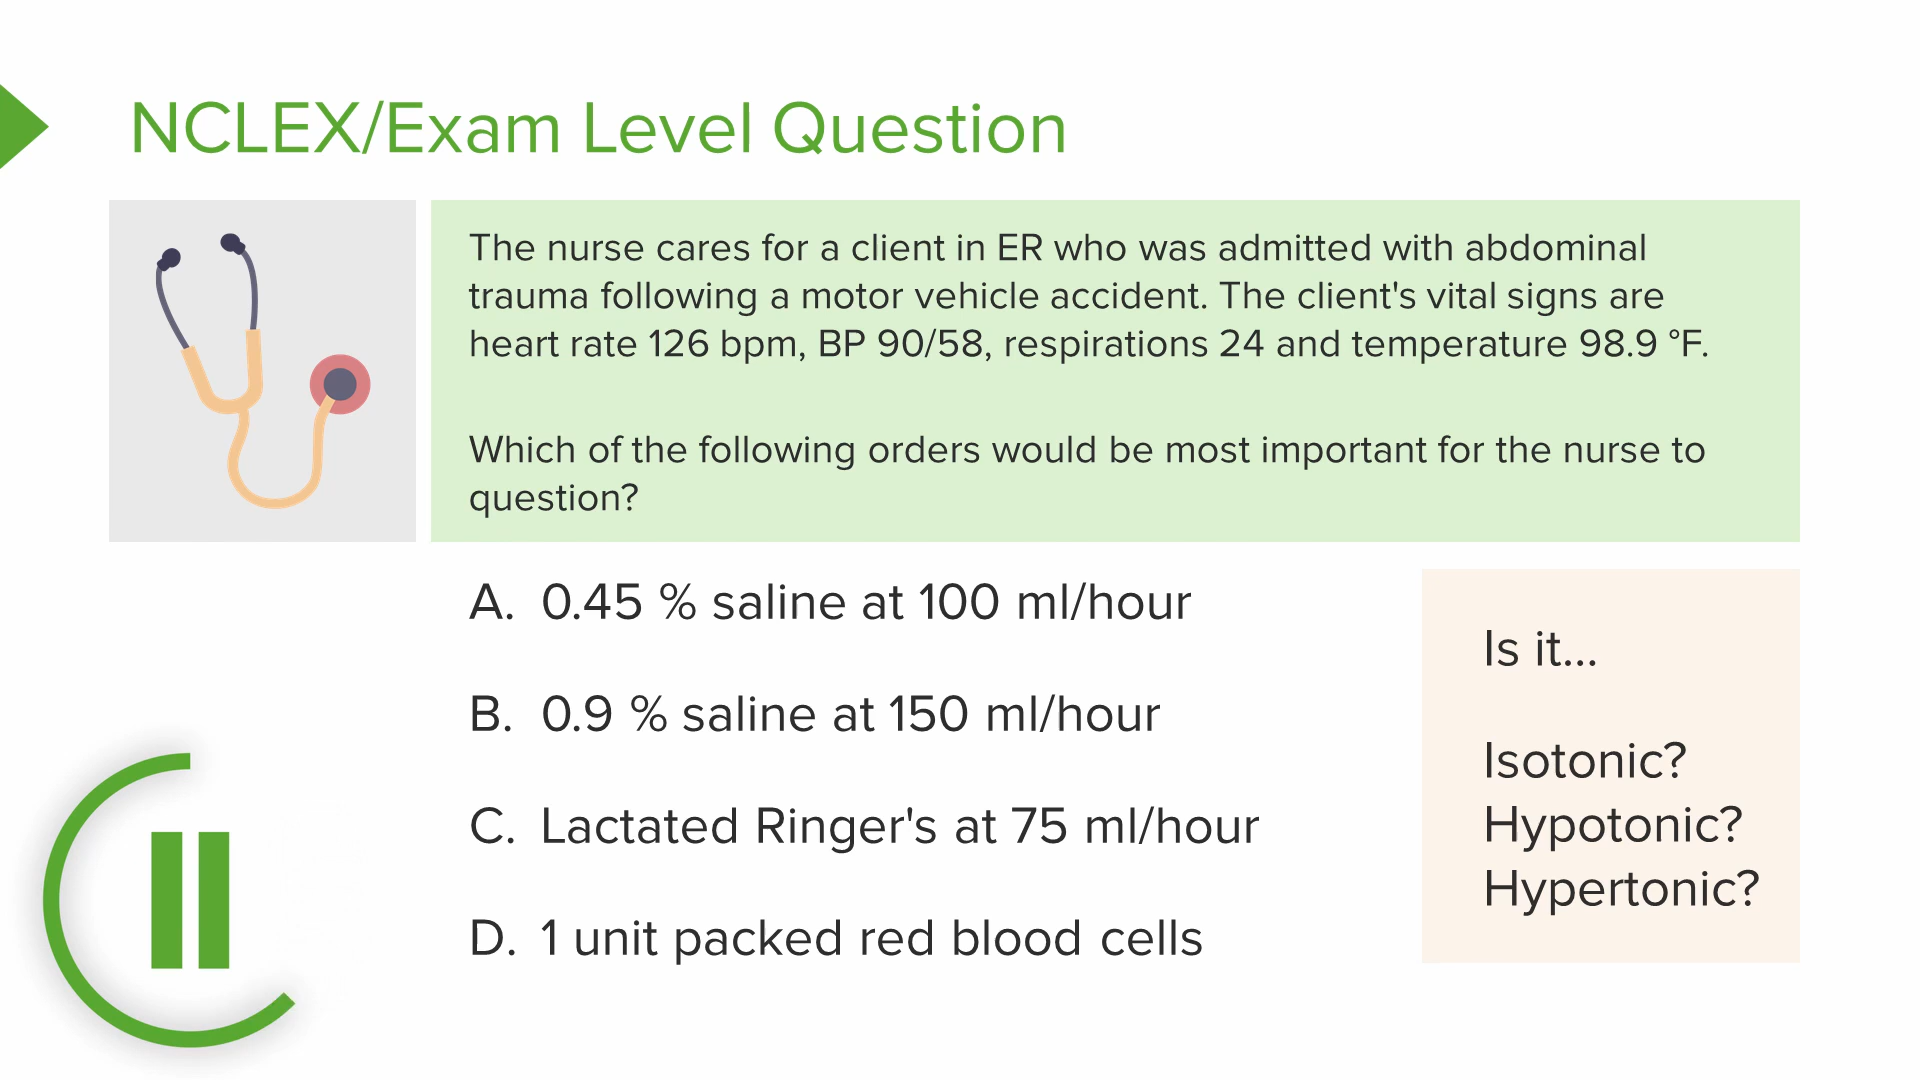 NCLEX/Exam Level Question
The nurse cares for a client in ER who was admitted with abdominal
trauma following a motor vehicle accident. The client's vital signs are
heart rate 126 bpm, BP 90/58, respirations 24 and temperature 98.9 °F.
Which of the following orders would be most important for the nurse to
question?
A. 0.45 % saline at 100 ml/hour
B. 0.9 % saline at 150 ml/hour
C. Lactated Ringer's at 75 ml/hour
D. 1 unit packed red blood cells
Is it...
Isotonic?
Hypotonic?
Hypertonic?